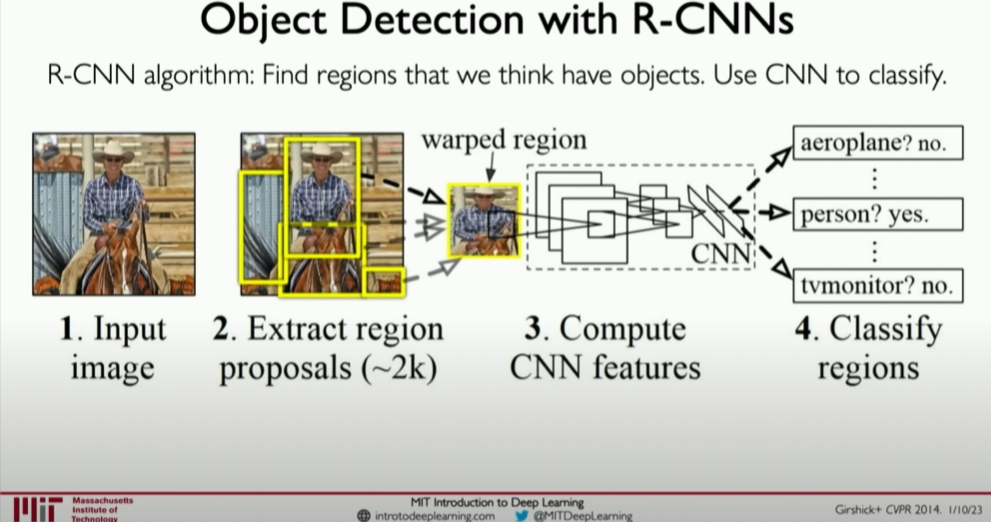 Object Detection with R-CNNs
R-CNN algorithm: Find regions that we think have objects. Use CNN to classify.
warped region
aeroplane? no.
person? yes.
CNN
tvmonitor? no.
1. Input
image
2. Extract region
proposals (~2k)
3. Compute
CNN features
4. Classify
regions
Massachusetts
Institute of
Technology
MIT Introduction to Deep Learning
introtodeeplearning.com @MITDeepLearning
Girshick+ CVPR 2014. 1/10/23